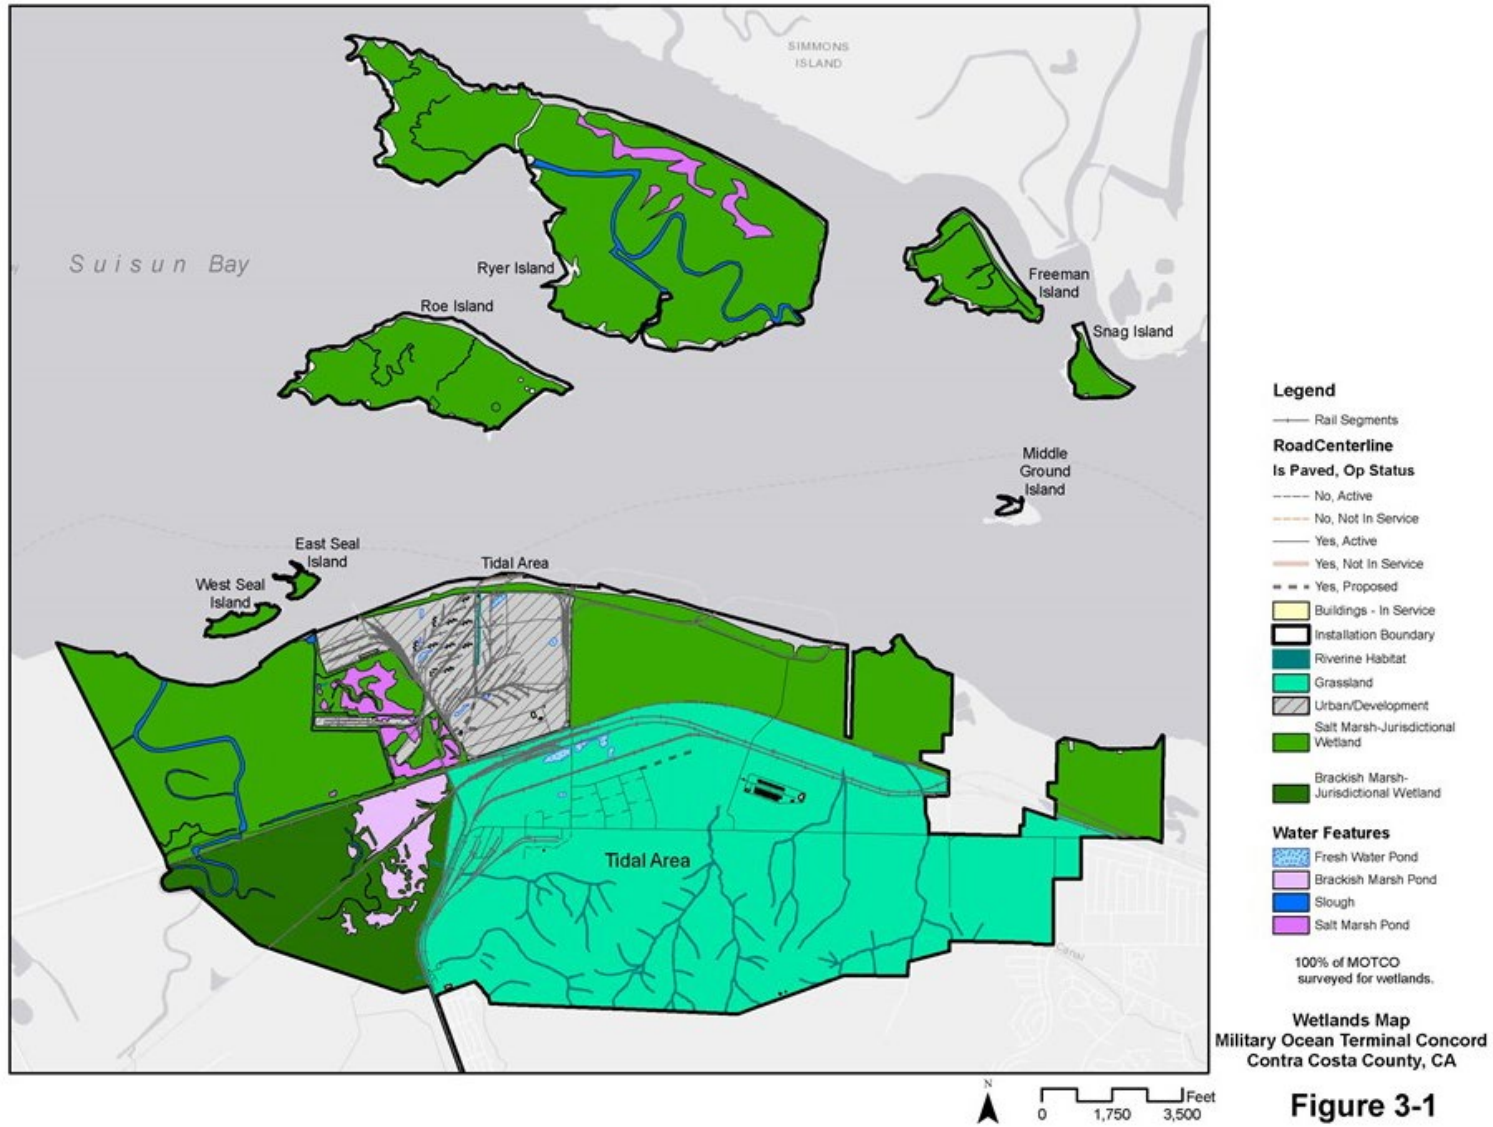 SIMMONS
ISLAND
Suisun Bay
Ryer Island
Roe Island
Freeman
Island
Snag Island
Middle
Ground
Island
East Seal
Island
West Seal
Island
Tidal Area
Tidal Area
Canal
Legend
Rail Segments
RoadCenterline
Is Paved, Op Status
No, Active
No, Not In Service
Yes, Active
Yes, Not In Service
Yes, Proposed
Buildings - In Service
Installation Boundary
Riverine Habitat
Grassland
Urban/Development
Salt Marsh-Jurisdictional
Wetland
Brackish Marsh-
Jurisdictional Wetland
Water Features
Fresh Water Pond
Brackish Marsh Pond
Slough
Salt Marsh Pond
100% of MOTCO
surveyed for wetlands.
Wetlands Map
Military Ocean Terminal Concord
Contra Costa County, CA
Figure 3-1
N
Feet
0 1,750 3,500